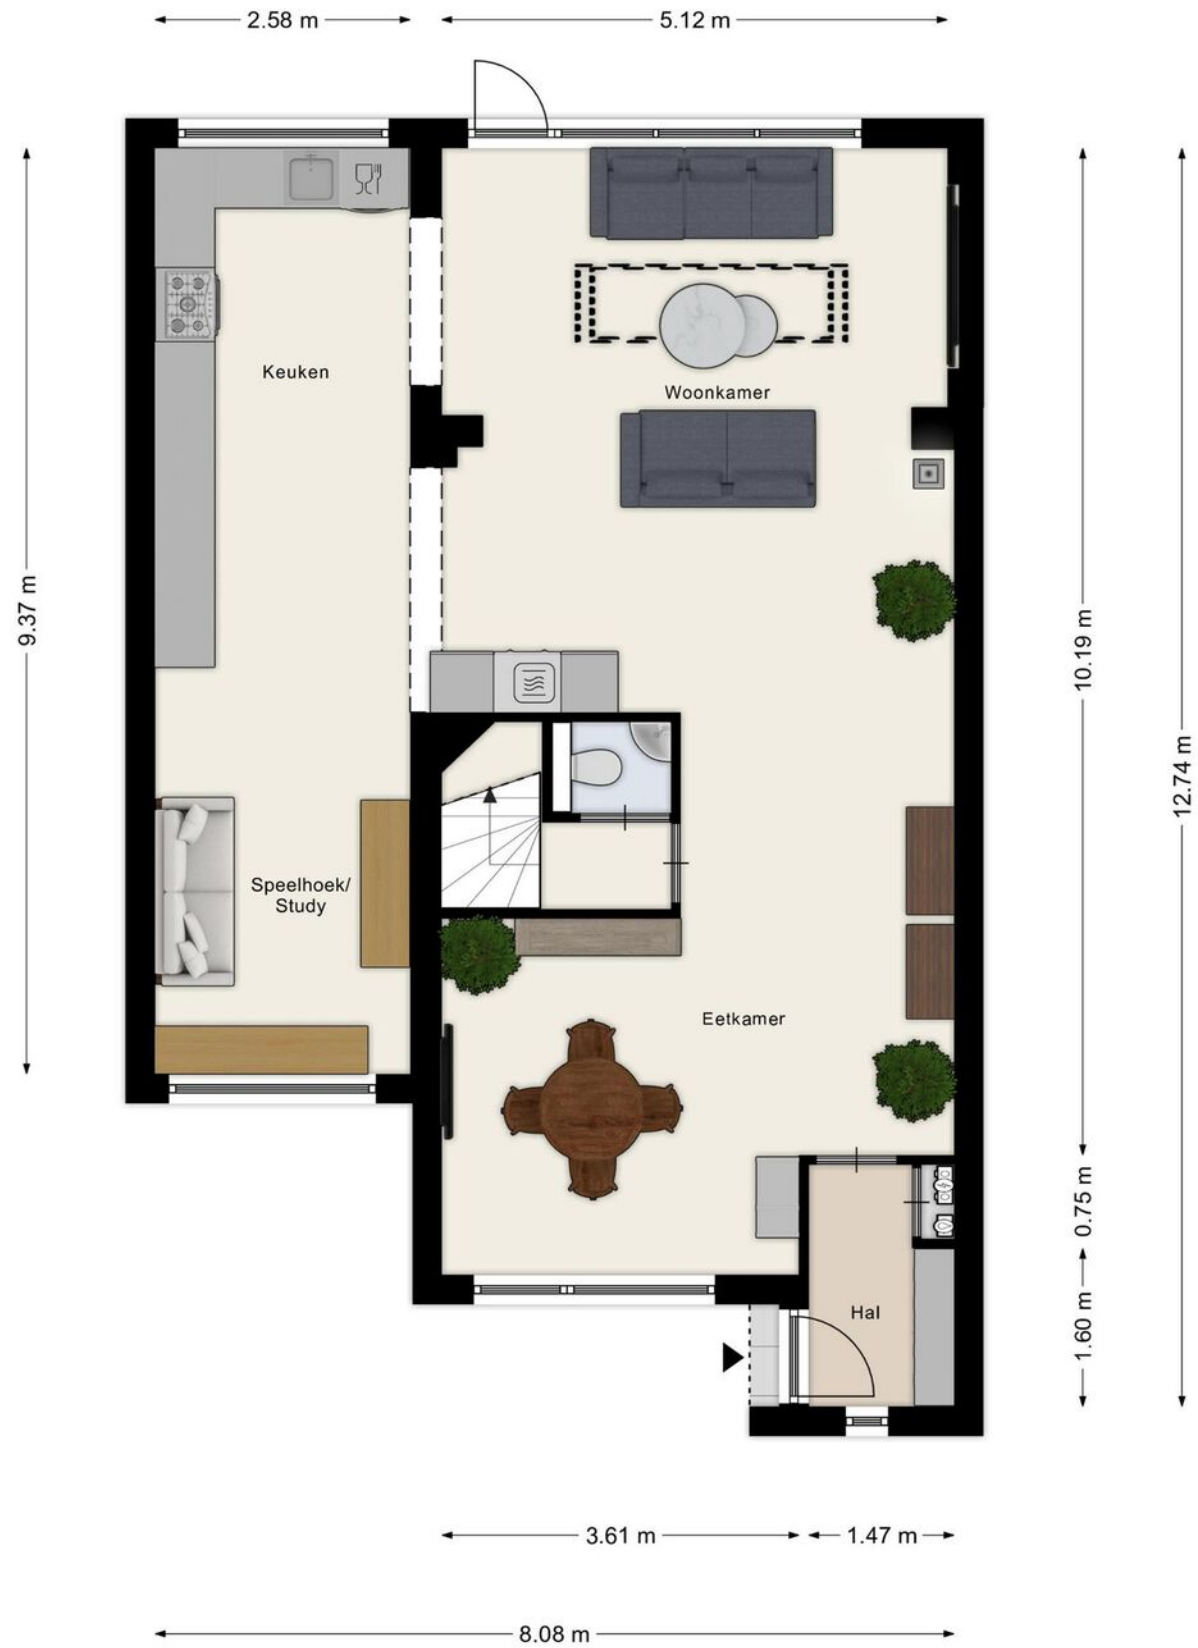 2.58 m
5.12 m
Keuken
Woonkamer
9.37 m
10.19 m
12.74 m
Speelhoek/
Study
Eetkamer
0.75 m
1.60 m
Hal
3.61 m
1.47 m
8.08 m